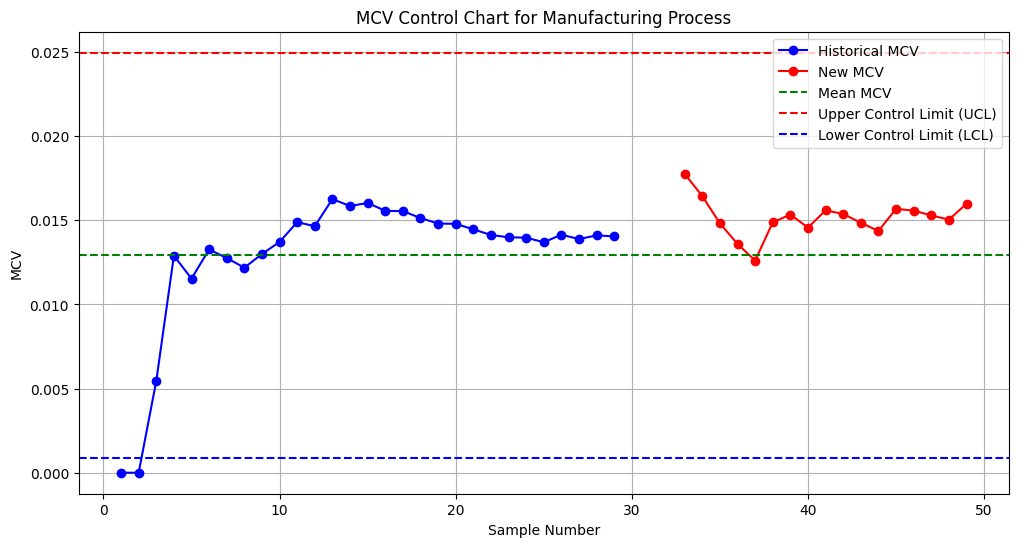 MCV Control Chart for Manufacturing Process
0.025
0.020
0.015
0.010
0.005
0.000
MCV
Historical MCV
New MCV
Mean MCV
Upper Control Limit (UCL)
Lower Control Limit (LCL)
0
10
20
30
40
50
Sample Number